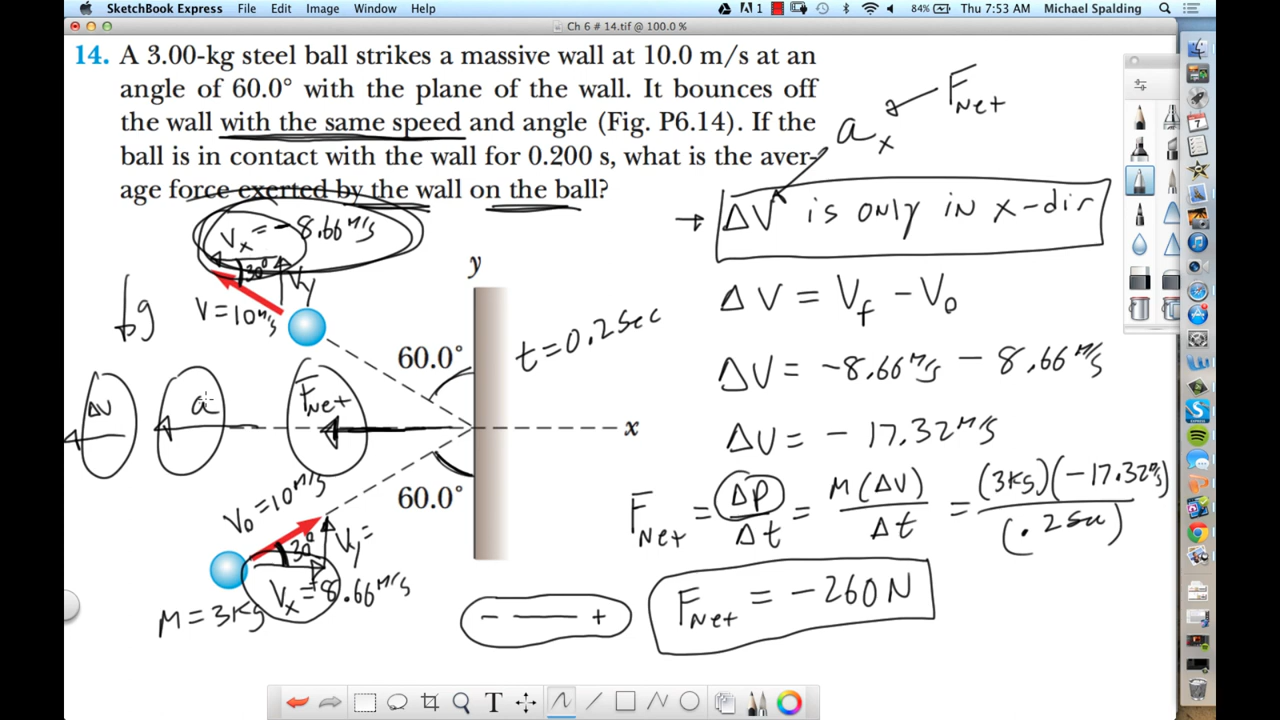 SketchBook Express File Edit Image Window Help 1 84% Thu 7:53 AM Michael Spalding
Ch 6 # 14.tif @ 100.0 %
14. A 3.00-kg steel ball strikes a massive wall at 10.0 m/s at an
angle of 60.0° with the plane of the wall. It bounces off
the wall with the same speed and angle (Fig. P6.14). If the
ball is in contact with the wall for 0.200 s, what is the aver-
age force exerted by the wall on the ball?
F Net
a x
→ ΔV is only in x-dir
Vx = -8.66 m/s
30°
Vy
V = 10 m/s
y
60.0°
t = 0.2 sec
ΔV = Vf - V0
ΔV = -8.66 m/s - 8.66 m/s
ΔV = -17.32 m/s
Δv
a
F Net
x
60.0°
V0 = 10 m/s
30°
Vy =
Vx = 8.66 m/s
M = 3Kg
F Net = Δp/Δt = M(ΔV)/Δt = (3Kg)(-17.32 m/s)/(.2 sec)
- +
F Net = -260 N
T